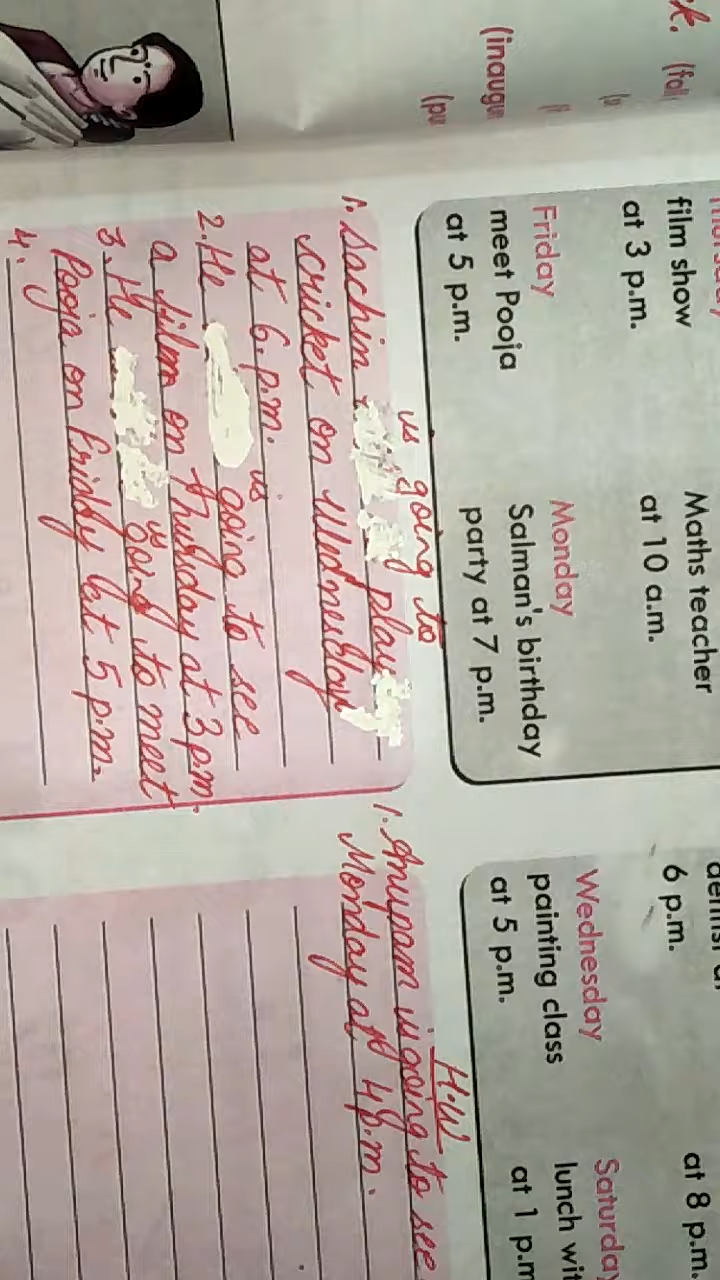 k.
(inaugu
(pu
film show
at 3 p.m.
Friday
meet Pooja
at 5 p.m.
Maths teacher
at 10 a.m.
Monday
Salman's birthday
party at 7 p.m.
6 p.m.
Wednesday
painting class
at 5 p.m.
at 8 p.m.
Saturday
lunch wit
at 1 p.m
is going to
1. Sachin play
cricket on Wednesday
at 6. p.m.
2. He is going to see
a film on Thursday at 3 p.m.
3. He is going to meet
Pooja on Friday at 5 p.m.
4.
H.W
1. Anupam is going to see
Monday at 4 p.m.